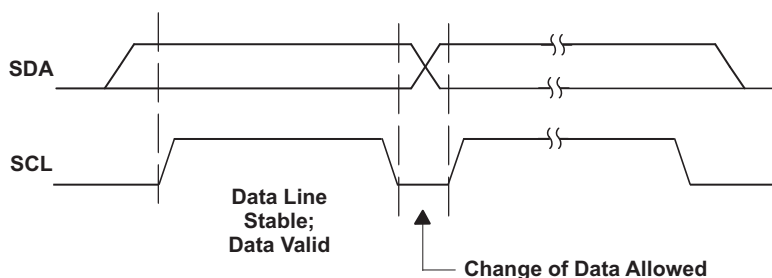 SDA
SCL
Data Line
Stable;
Data Valid
Change of Data Allowed